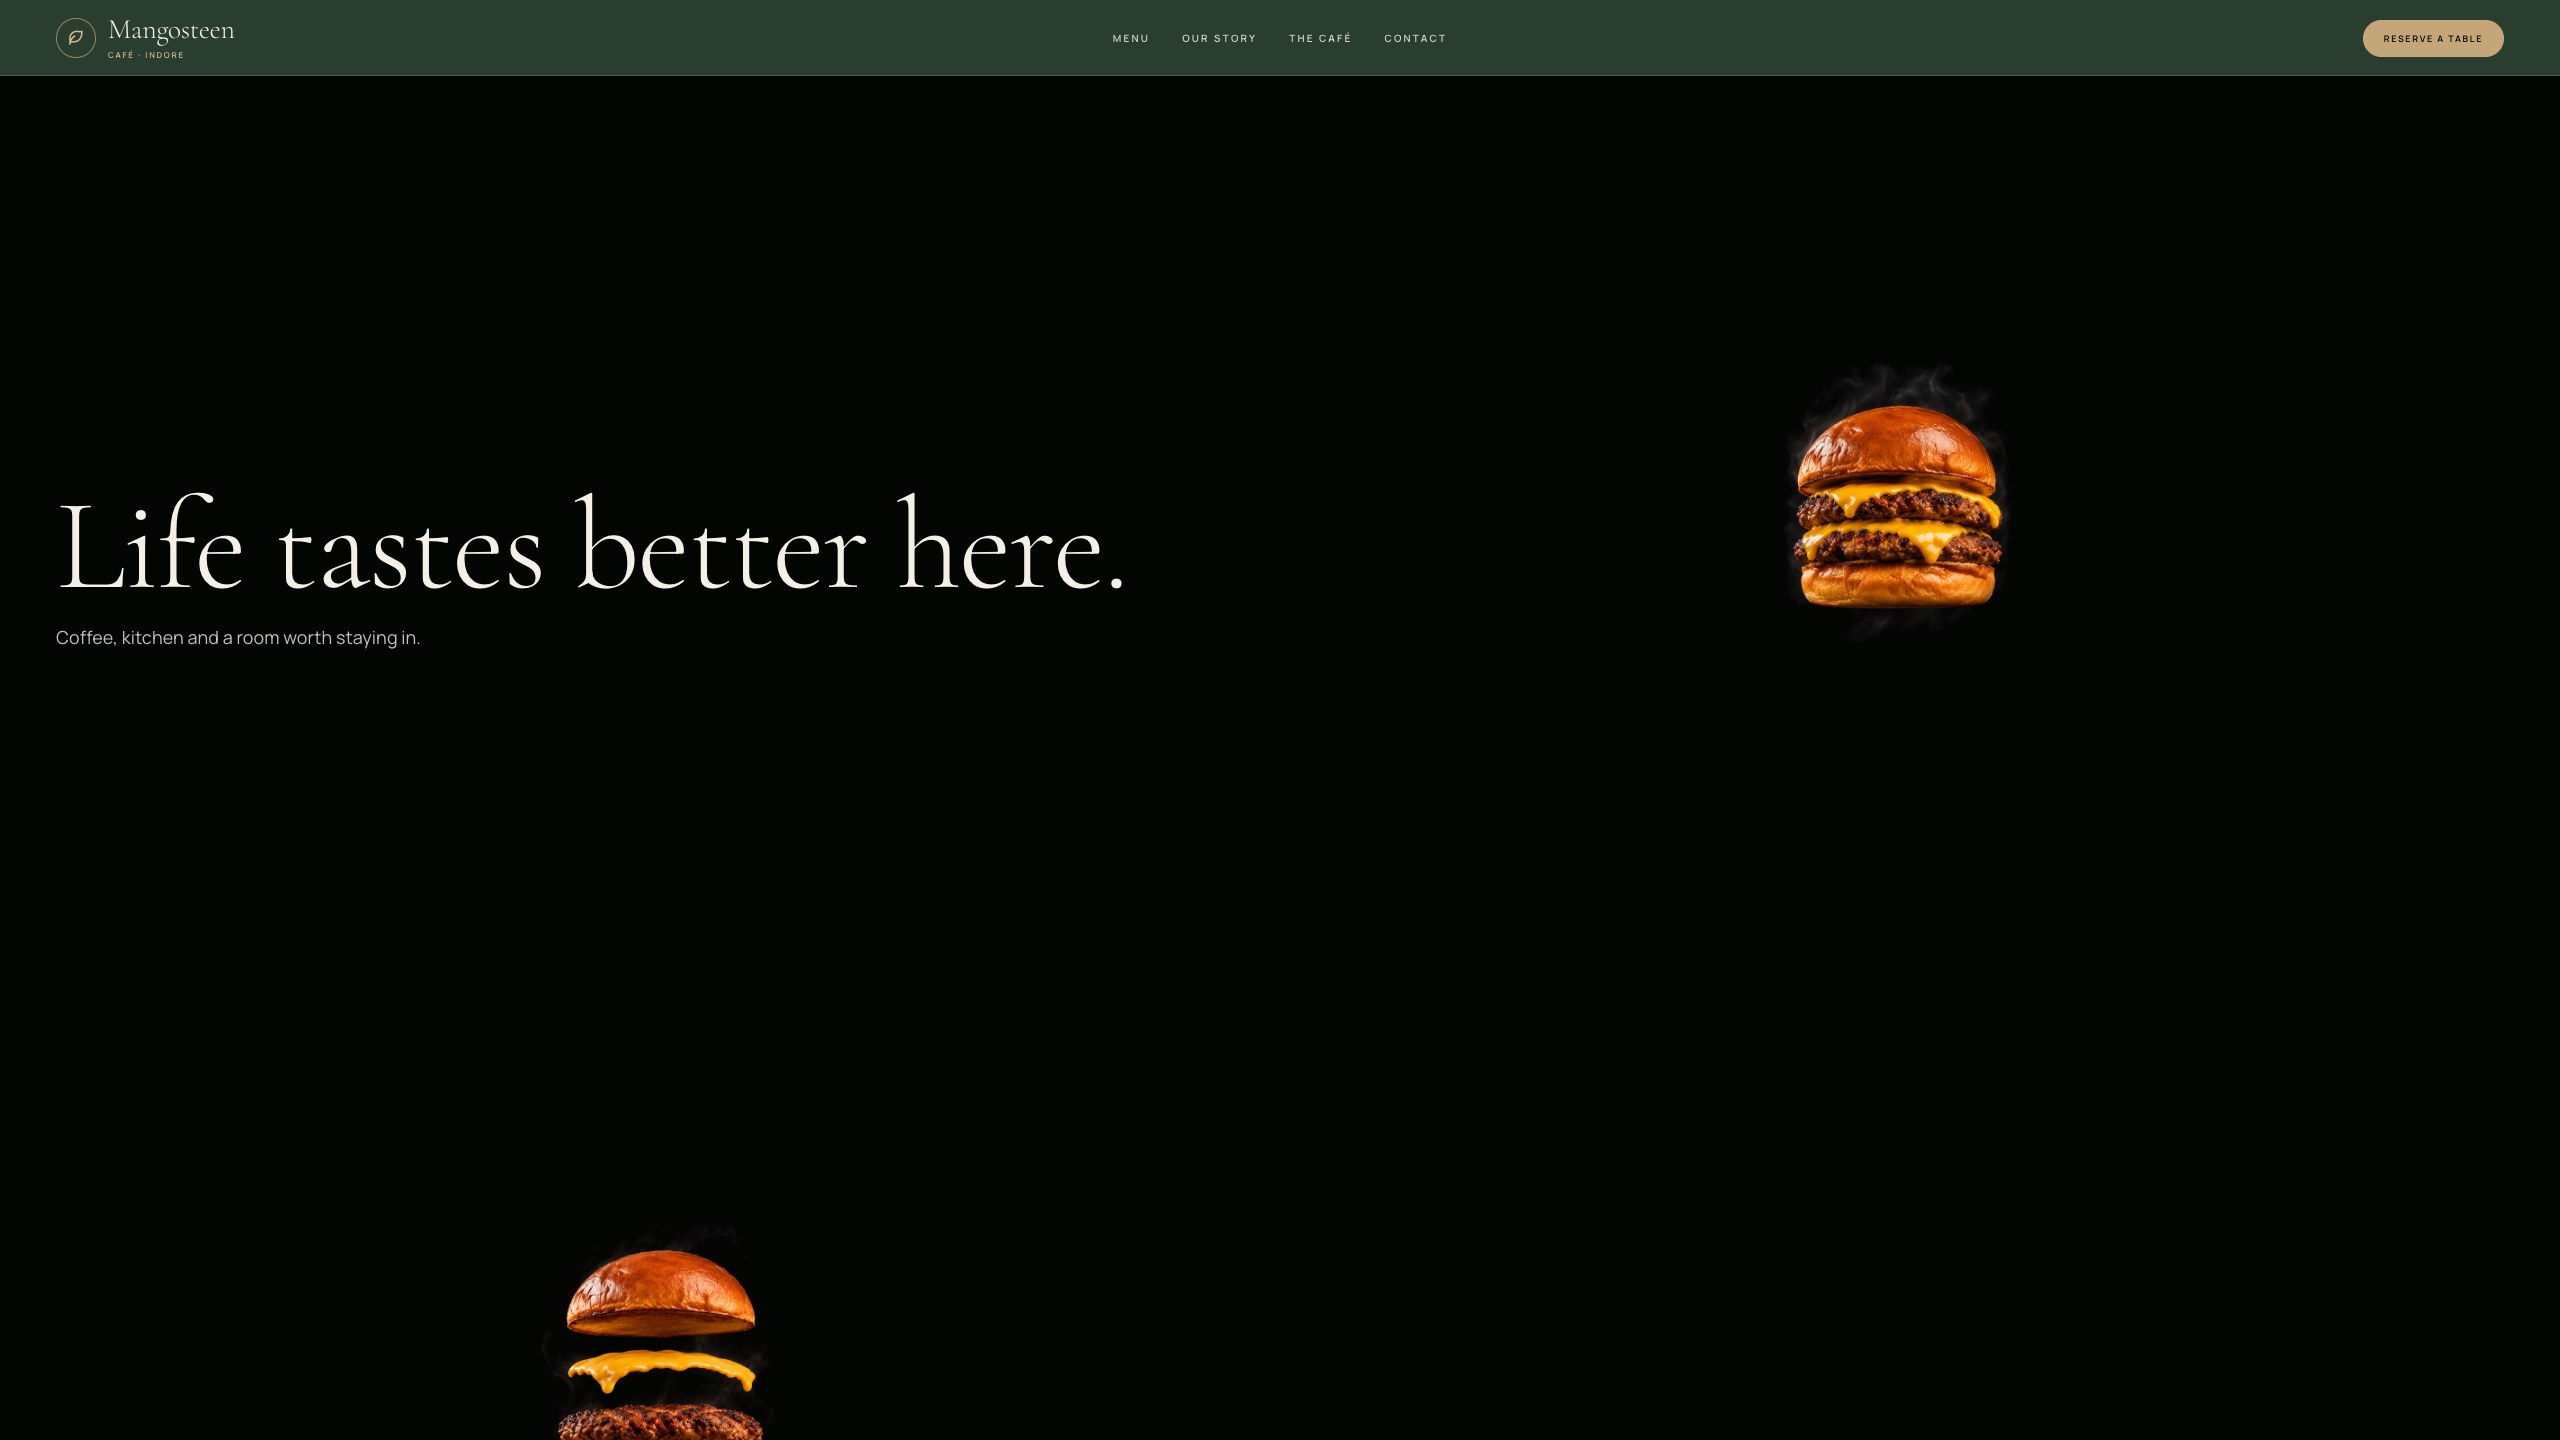 Mangosteen
CAFÉ · INDORE
MENU
OUR STORY
THE CAFÉ
CONTACT
RESERVE A TABLE
Life tastes better here.
Coffee, kitchen and a room worth staying in.